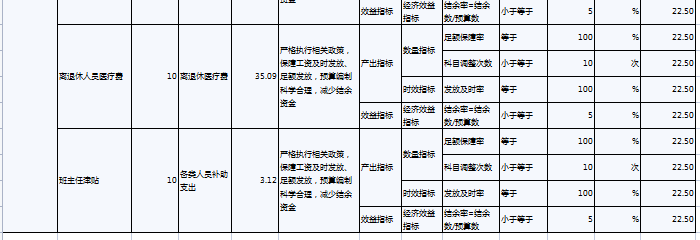 资金
效益指标 经济效益指标 结余率=结余数/预算数 小于等于 5 % 22.50
离退休人员医疗费 10 离退休医疗费 35.09 严格执行相关政策，保障工资及时发放、足额发放，预算编制科学合理，减少结余资金
产出指标 数量指标 足额保障率 等于 100 % 22.50
科目调整次数 小于等于 10 次 22.50
时效指标 发放及时率 等于 100 % 22.50
效益指标 经济效益指标 结余率=结余数/预算数 小于等于 5 % 22.50
班主任津贴 10 各类人员补助支出 3.12 严格执行相关政策，保障工资及时发放、足额发放，预算编制科学合理，减少结余资金
产出指标 数量指标 足额保障率 等于 100 % 22.50
科目调整次数 小于等于 10 次 22.50
时效指标 发放及时率 等于 100 % 22.50
效益指标 经济效益指标 结余率=结余数/预算数 小于等于 5 % 22.50